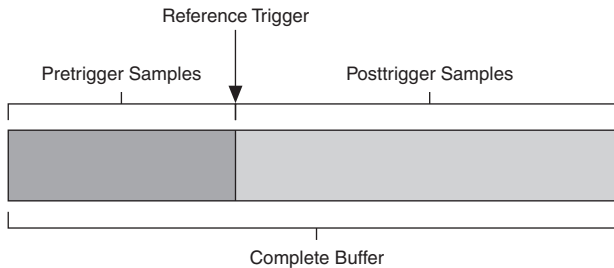 Reference Trigger
Pretrigger Samples
Posttrigger Samples
Complete Buffer